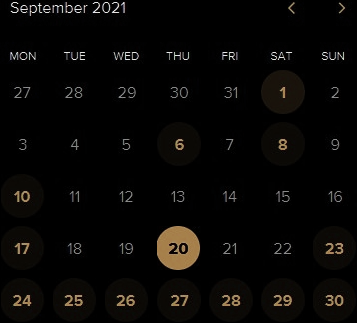 September 2021
MON TUE WED THU FRI SAT SUN
27 28 29 30 31 1 2
3 4 5 6 7 8 9
10 11 12 13 14 15 16
17 18 19 20 21 22 23
24 25 26 27 28 29 30